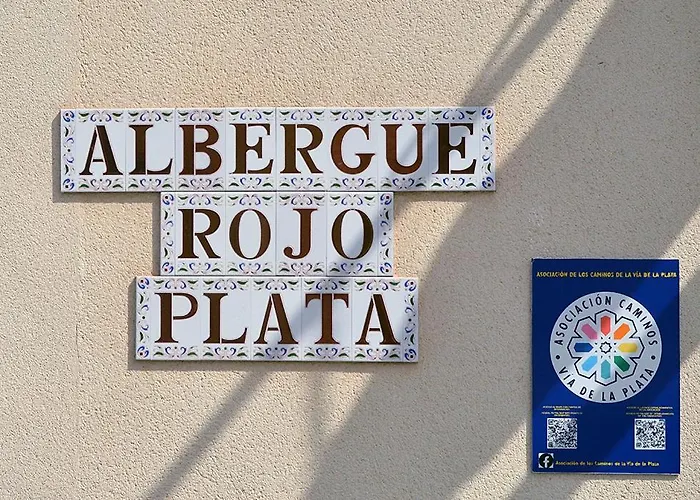 ALBERGUE
ROJO
PLATA
ASOCIACIÓN DE LOS CAMINOS DE LA VÍA DE LA PLATA
ASOCIACIÓN CAMINOS
VÍA DE LA PLATA
Asociación de los Caminos de la Vía de la Plata